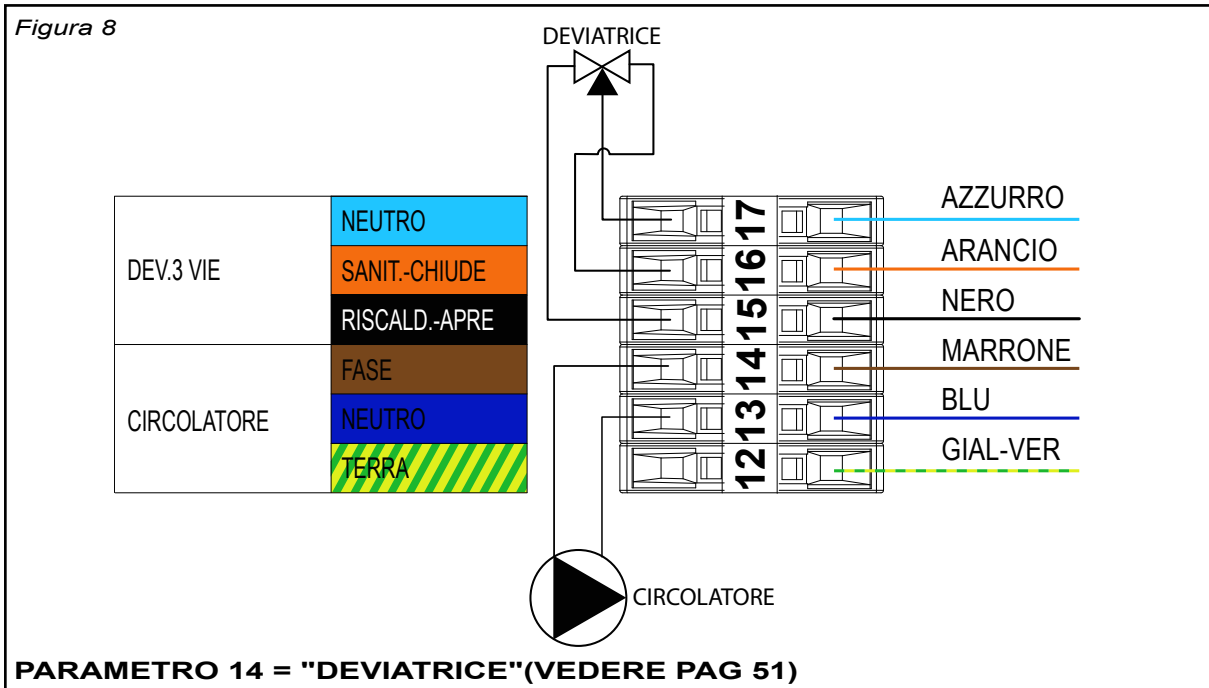 Figura 8
DEVIATRICE
DEV.3 VIE
NEUTRO
SANIT.-CHIUDE
RISCALD.-APRE
CIRCOLATORE
FASE
NEUTRO
TERRA
17
16
15
14
13
12
AZZURRO
ARANCIO
NERO
MARRONE
BLU
GIAL-VER
CIRCOLATORE
PARAMETRO 14 = "DEVIATRICE"(VEDERE PAG 51)